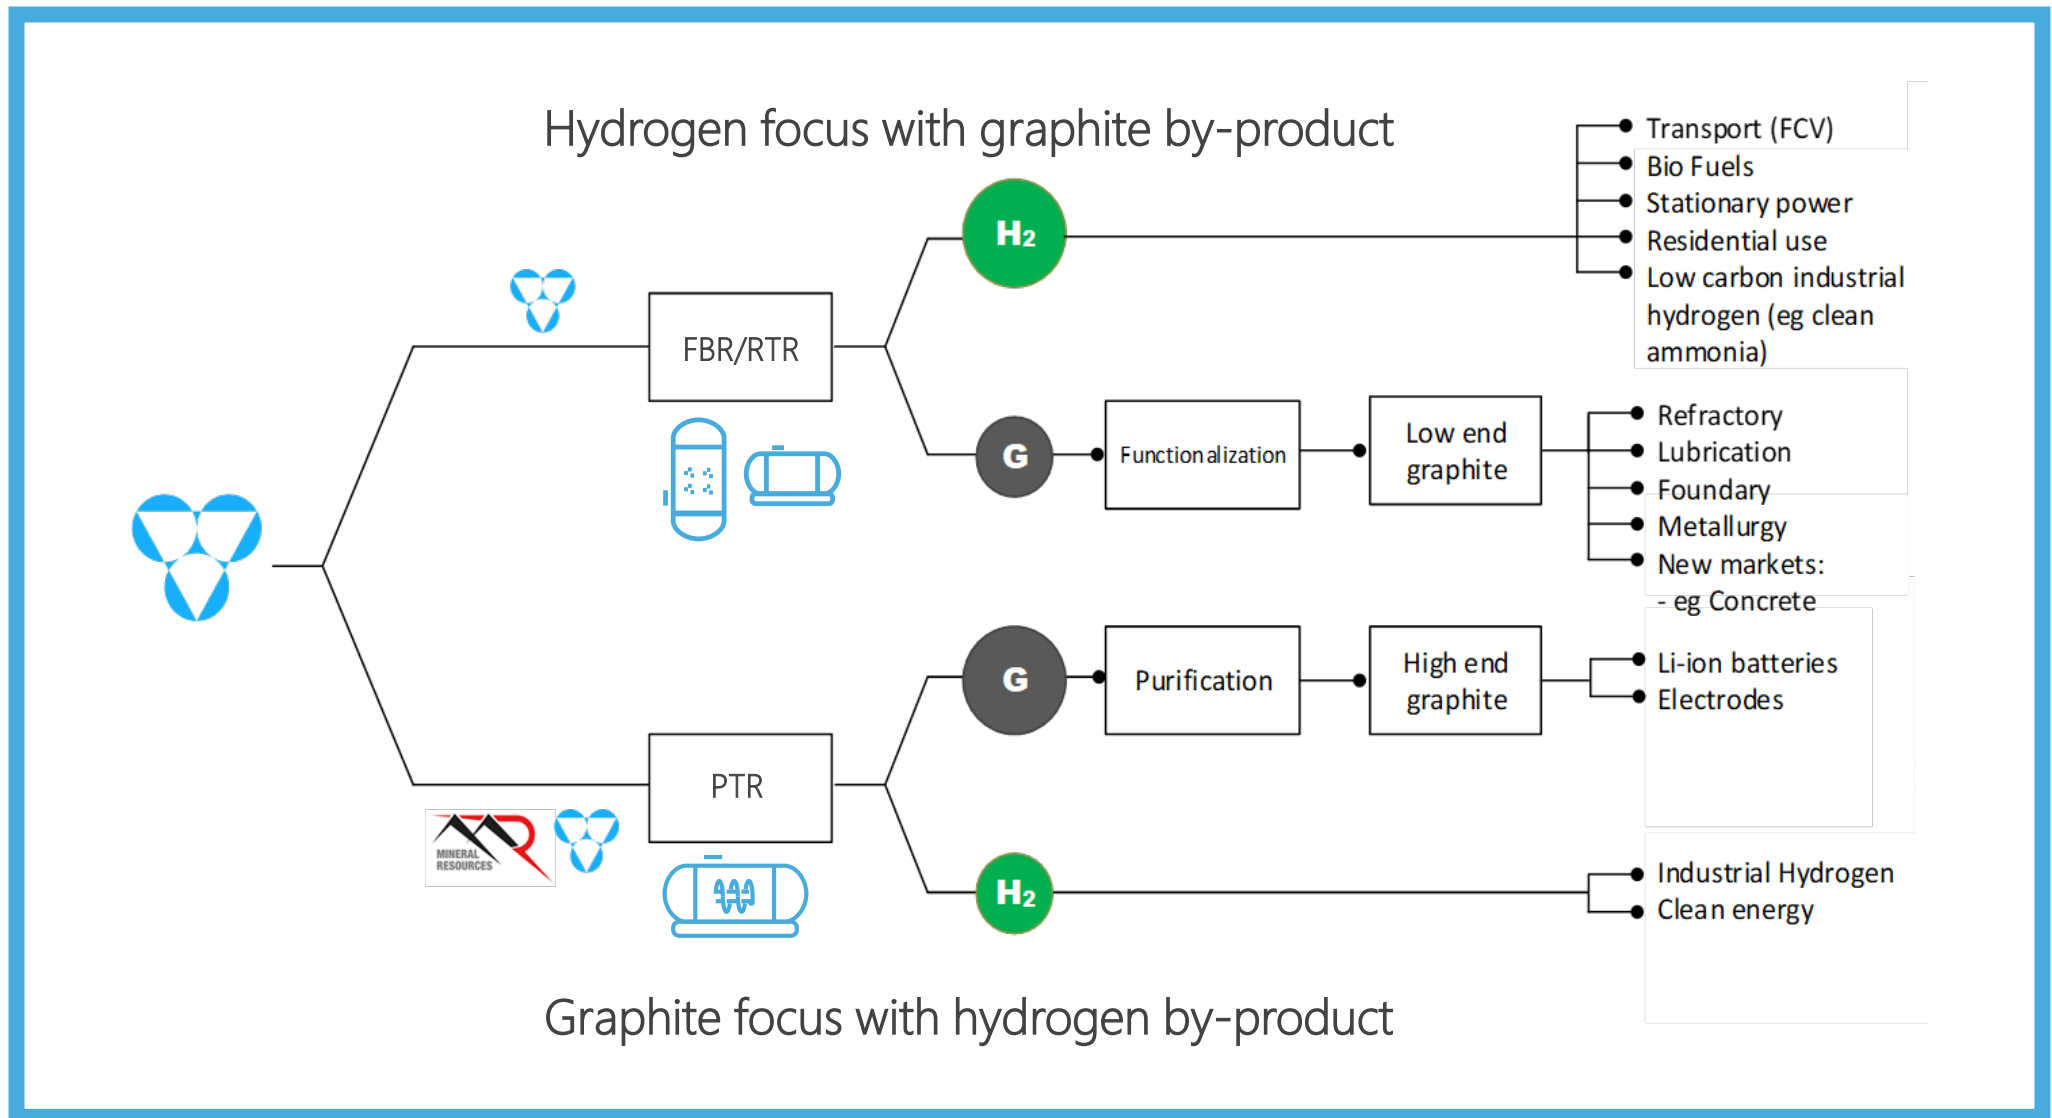 Hydrogen focus with graphite by-product
Transport (FCV)
Bio Fuels
Stationary power
Residential use
Low carbon industrial
hydrogen (eg clean
ammonia)
H2
FBR/RTR
G
Functionalization
Low end
graphite
Refractory
Lubrication
Foundary
Metallurgy
New markets:
- eg Concrete
G
Purification
High end
graphite
Li-ion batteries
Electrodes
PTR
MINERAL
RESOURCES
H2
Industrial Hydrogen
Clean energy
Graphite focus with hydrogen by-product